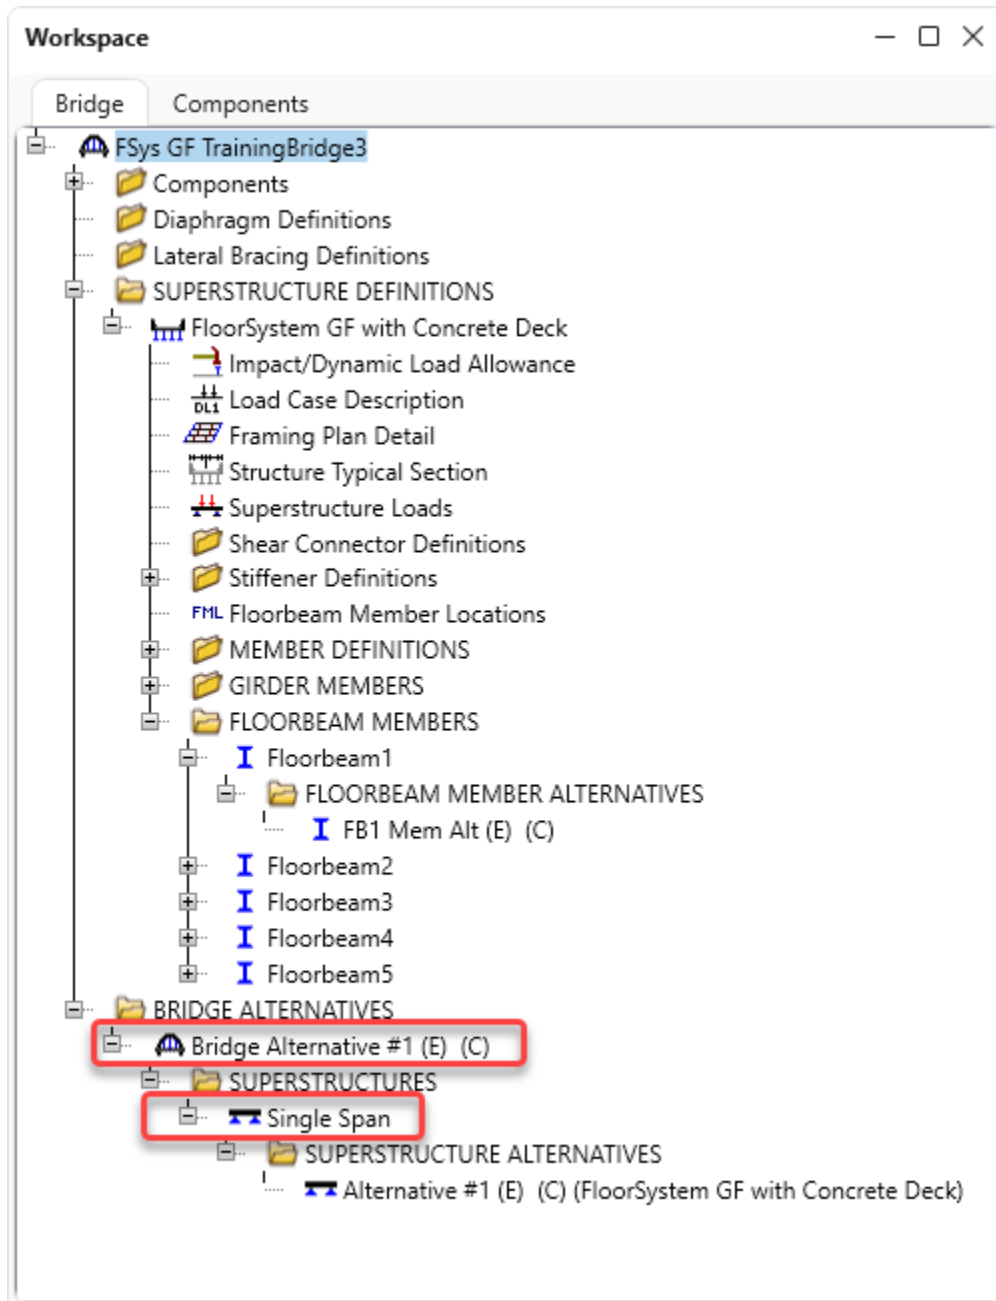 Workspace
Bridge Components
FSys GF TrainingBridge3
Components
Diaphragm Definitions
Lateral Bracing Definitions
SUPERSTRUCTURE DEFINITIONS
FloorSystem GF with Concrete Deck
Impact/Dynamic Load Allowance
DL1 Load Case Description
Framing Plan Detail
Structure Typical Section
Superstructure Loads
Shear Connector Definitions
Stiffener Definitions
FML Floorbeam Member Locations
MEMBER DEFINITIONS
GIRDER MEMBERS
FLOORBEAM MEMBERS
Floorbeam1
FLOORBEAM MEMBER ALTERNATIVES
FB1 Mem Alt (E) (C)
Floorbeam2
Floorbeam3
Floorbeam4
Floorbeam5
BRIDGE ALTERNATIVES
Bridge Alternative #1 (E) (C)
SUPERSTRUCTURES
Single Span
SUPERSTRUCTURE ALTERNATIVES
Alternative #1 (E) (C) (FloorSystem GF with Concrete Deck)